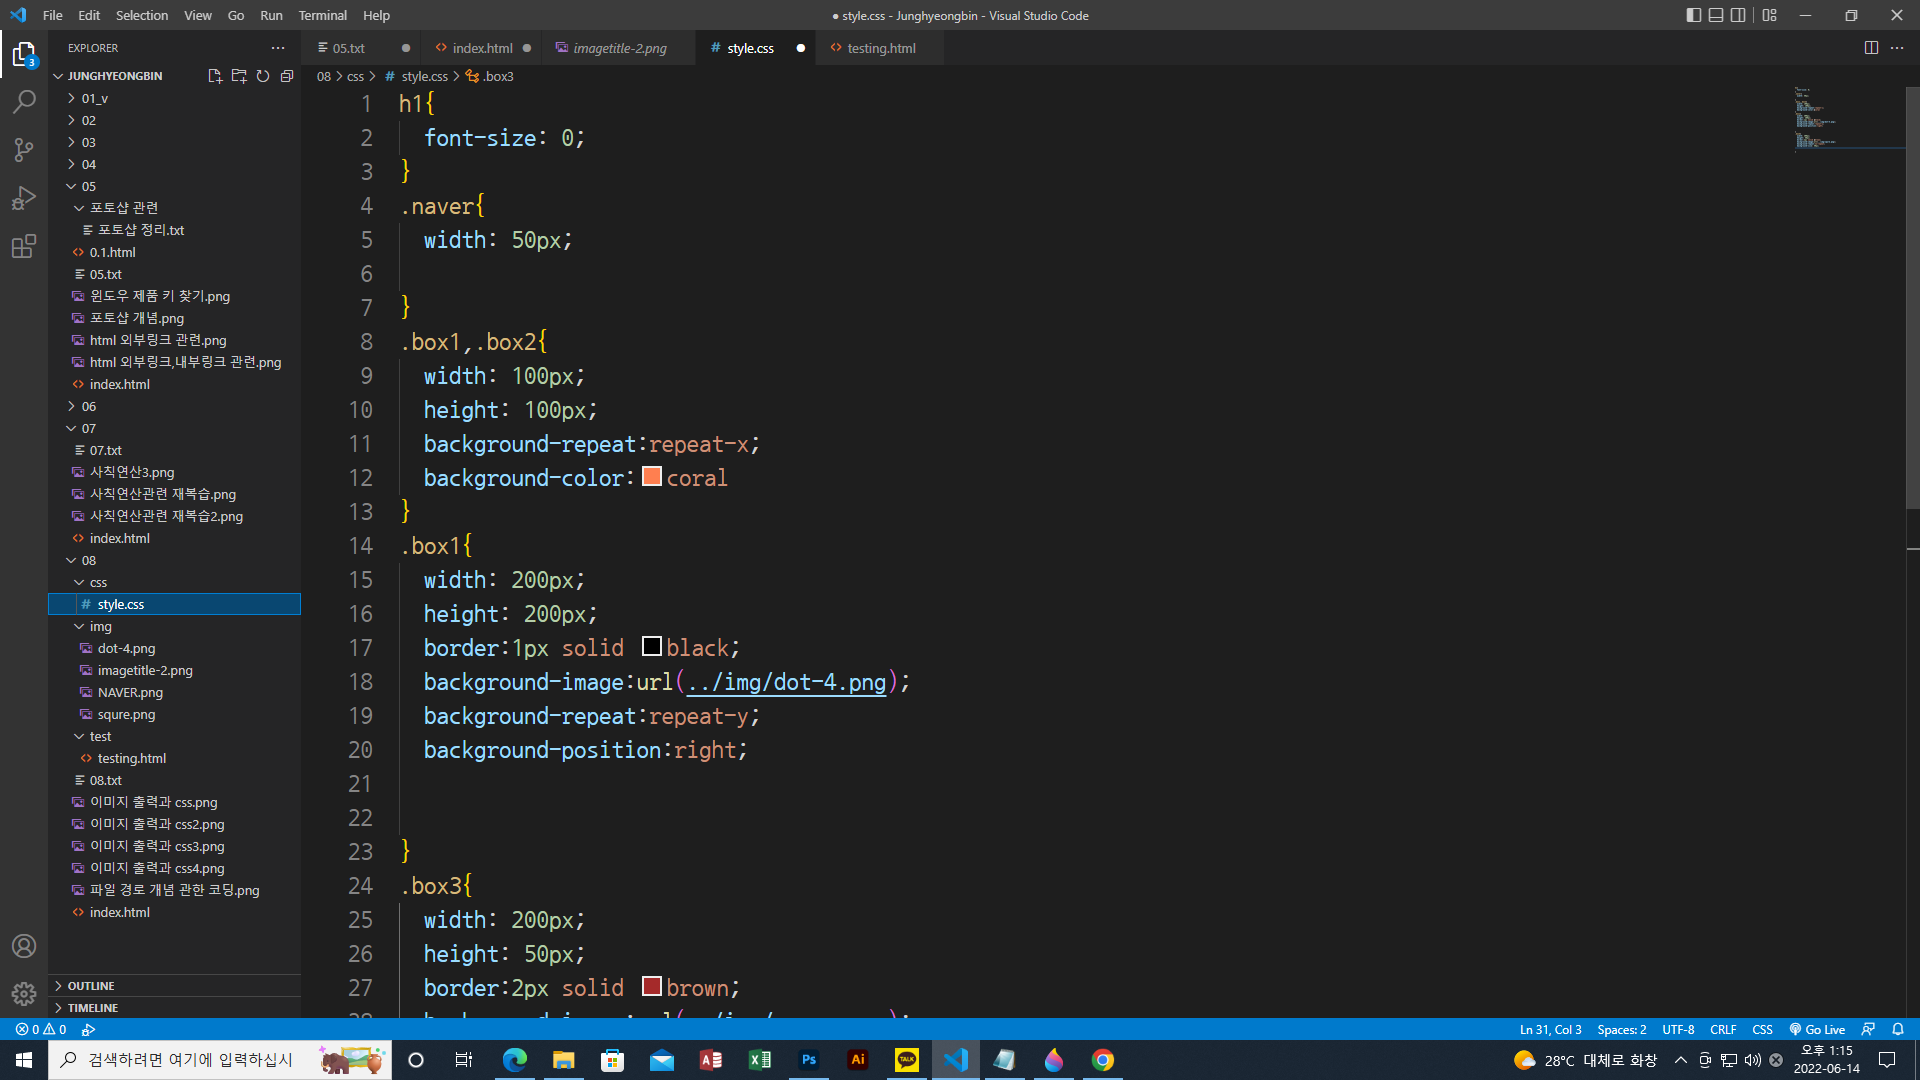 File Edit Selection View Go Run Terminal Help
● style.css - Junghyeongbin - Visual Studio Code
EXPLORER
05.txt
index.html
imagetitle-2.png
# style.css
testing.html
JUNGHYEONGBIN
08 > css > # style.css > .box3
01_v
02
03
04
05
포토샵 관련
포토샵 정리.txt
0.1.html
05.txt
윈도우 제품 키 찾기.png
포토샵 개념.png
html 외부링크 관련.png
html 외부링크,내부링크 관련.png
index.html
06
07
07.txt
사칙연산3.png
사칙연산관련 재복습.png
사칙연산관련 재복습2.png
index.html
08
css
# style.css
img
dot-4.png
imagetitle-2.png
NAVER.png
squre.png
test
testing.html
08.txt
이미지 출력과 css.png
이미지 출력과 css2.png
이미지 출력과 css3.png
이미지 출력과 css4.png
파일 경로 개념 관한 코딩.png
index.html
OUTLINE
TIMELINE
3
1 h1{
2 font-size: 0;
3 }
4 .naver{
5 width: 50px;
6
7 }
8 .box1,.box2{
9 width: 100px;
10 height: 100px;
11 background-repeat:repeat-x;
12 background-color: coral
13 }
14 .box1{
15 width: 200px;
16 height: 200px;
17 border:1px solid black;
18 background-image:url(../img/dot-4.png);
19 background-repeat:repeat-y;
20 background-position:right;
21
22
23 }
24 .box3{
25 width: 200px;
26 height: 50px;
27 border:2px solid brown;
0 0
Ln 31, Col 3 Spaces: 2 UTF-8 CRLF CSS Go Live
검색하려면 여기에 입력하십시
Ps
Ai
TALK
28°C 대체로 화창
오후 1:15
2022-06-14